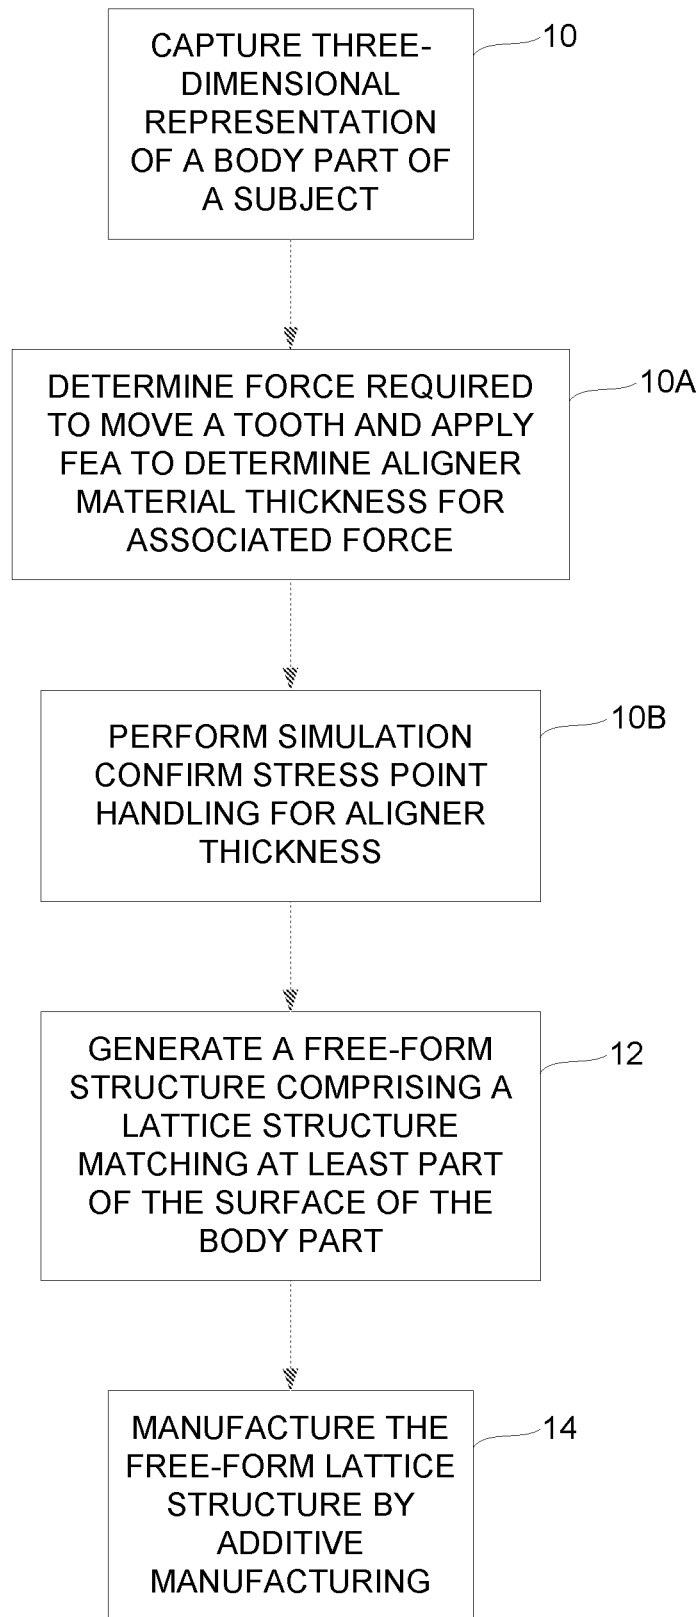 CAPTURE THREE-
DIMENSIONAL
REPRESENTATION
OF A BODY PART OF
A SUBJECT
10
DETERMINE FORCE REQUIRED
TO MOVE A TOOTH AND APPLY
FEA TO DETERMINE ALIGNER
MATERIAL THICKNESS FOR
ASSOCIATED FORCE
10A
PERFORM SIMULATION
CONFIRM STRESS POINT
HANDLING FOR ALIGNER
THICKNESS
10B
GENERATE A FREE-FORM
STRUCTURE COMPRISING A
LATTICE STRUCTURE
MATCHING AT LEAST PART
OF THE SURFACE OF THE
BODY PART
12
MANUFACTURE THE
FREE-FORM LATTICE
STRUCTURE BY
ADDITIVE
MANUFACTURING
14